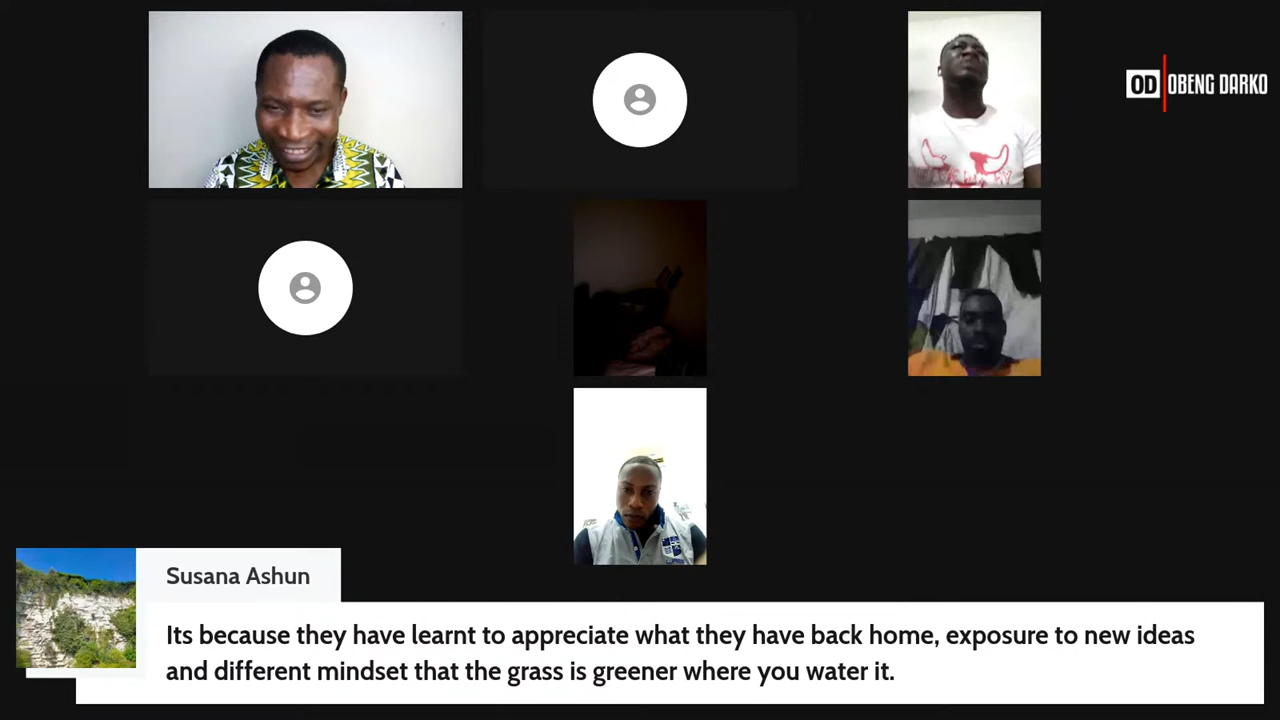 OD OBENG DARKO
Susana Ashun
Its because they have learnt to appreciate what they have back home, exposure to new ideas
and different mindset that the grass is greener where you water it.